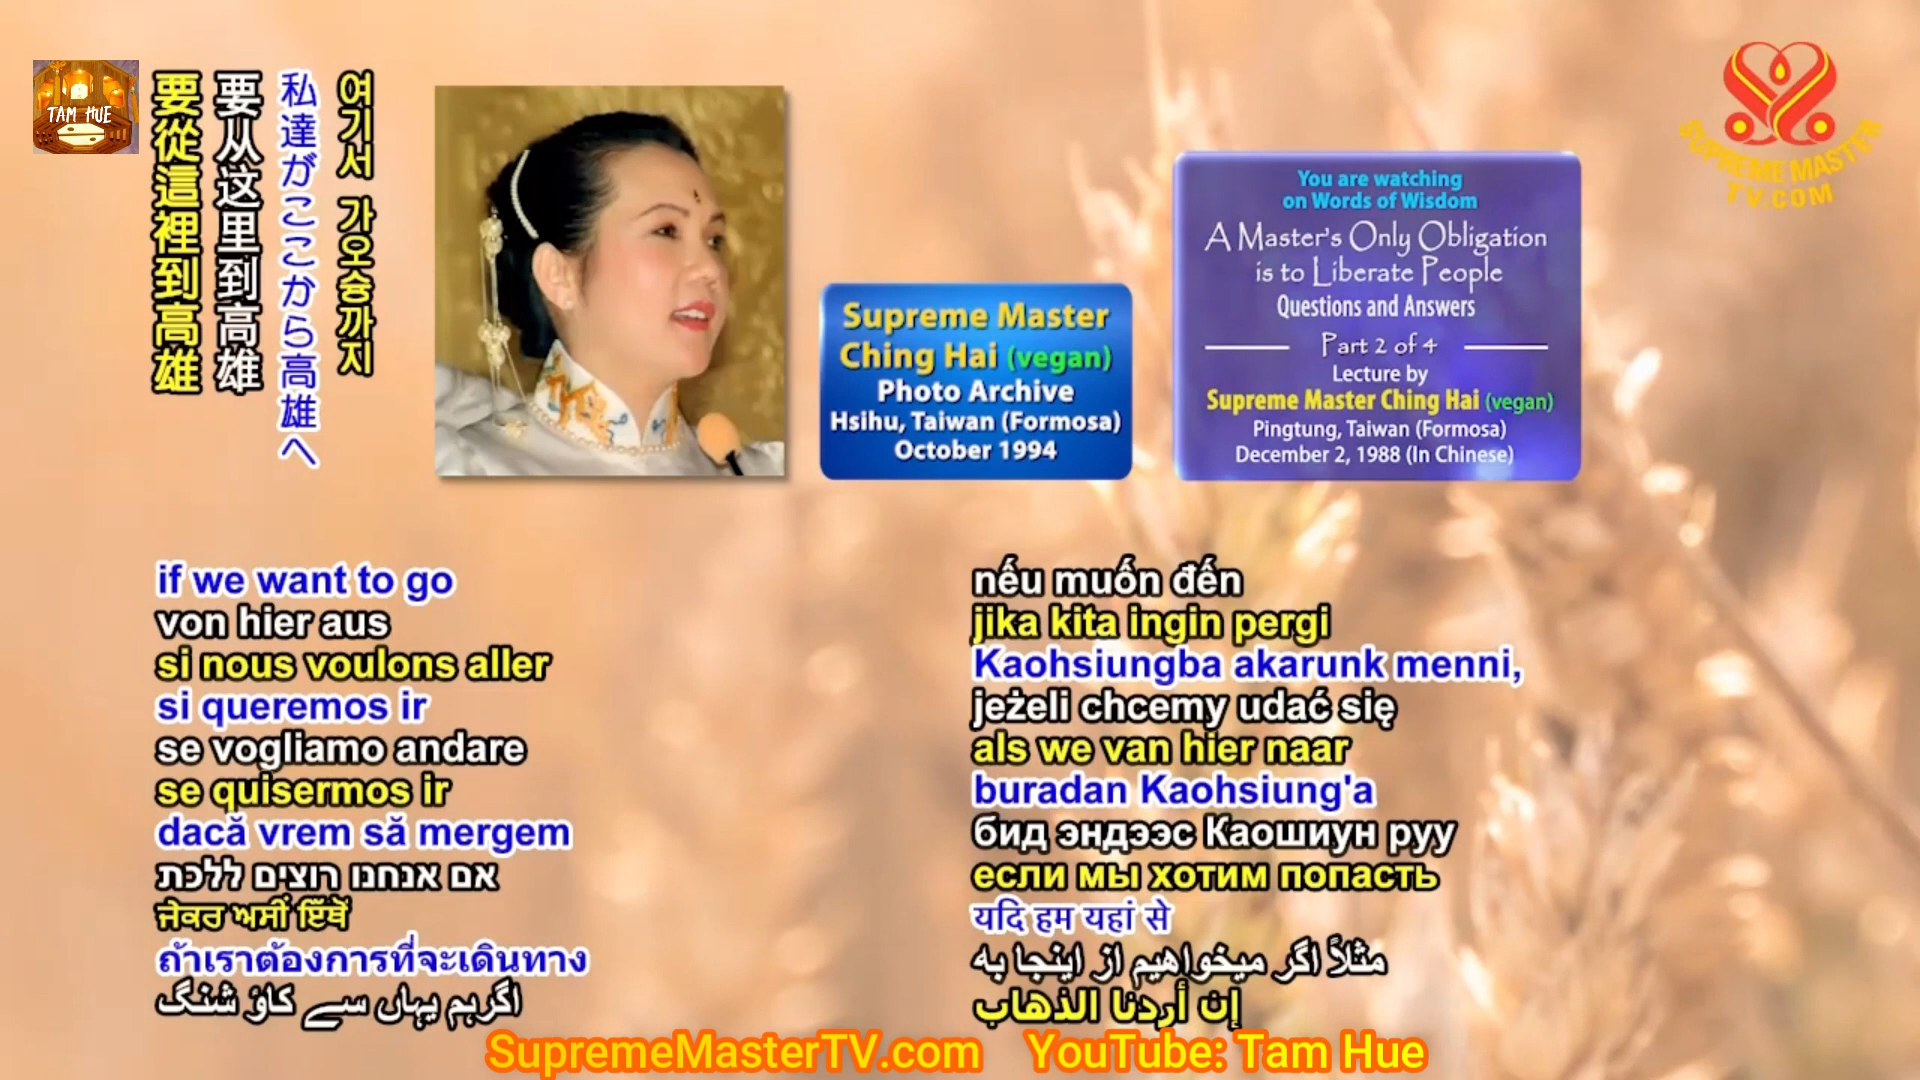 TAM HUE
要從這裡到高雄
要从这里到高雄
私達がここから高雄へ
여기서 가오슝까지
Supreme Master
Ching Hai (vegan)
Photo Archive
Hsihu, Taiwan (Formosa)
October 1994
You are watching
on Words of Wisdom
A Master's Only Obligation
is to Liberate People
Questions and Answers
Part 2 of 4
Lecture by
Supreme Master Ching Hai (vegan)
Pingtung, Taiwan (Formosa)
December 2, 1988 (In Chinese)
SUPREME MASTER
TV.COM
if we want to go
von hier aus
si nous voulons aller
si queremos ir
se vogliamo andare
se quisermos ir
dacă vrem să mergem
אם אנחנו רוצים ללכת
ਜੇਕਰ ਅਸੀਂ ਇੱਥੋਂ
ถ้าเราต้องการที่จะเดินทาง
اگر ہم یہاں سے کاؤ شنگ
nếu muốn đến
jika kita ingin pergi
Kaohsiungba akarunk menni,
jeżeli chcemy udać się
als we van hier naar
buradan Kaohsiung'a
бид эндээс Каошиун руу
если мы хотим попасть
यदि हम यहां से
مثلاً اگر میخواهیم از اینجا به
إن أردنا الذهاب
SupremeMasterTV.com YouTube: Tam Hue